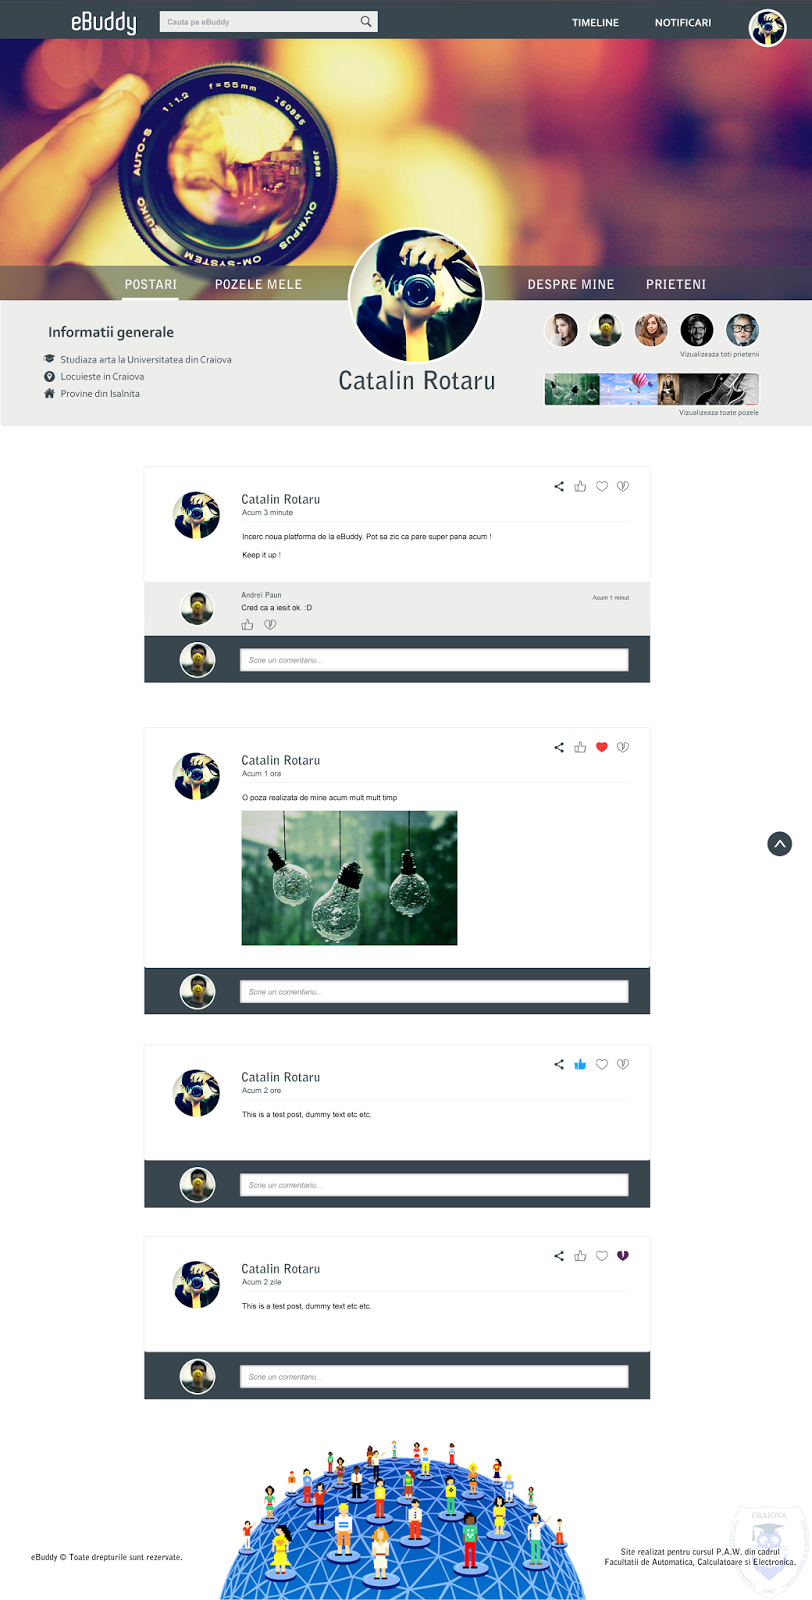 eBuddy
Cauta pe eBuddy
TIMELINE
NOTIFICARI
AUTO-S 1:1.2 f=55mm 160855 Japan
OLYMPUS OM-SYSTEM ZUIKO
POSTARI
POZELE MELE
DESPRE MINE
PRIETENI
Informatii generale
Studiaza arta la Universitatea din Craiova
Locuieste in Craiova
Provine din Isalnita
Catalin Rotaru
Vizualizeaza toti prietenii
Vizualizeaza toate pozele
Catalin Rotaru
Acum 3 minute
Incerc noua platforma de la eBuddy. Pot sa zic ca pare super pana acum !
Keep it up !
Andrei Paun
Acum 1 minut
Cred ca a iesit ok. :D
Scrie un comentariu...
Catalin Rotaru
Acum 1 ora
O poza realizata de mine acum mult mult timp
Scrie un comentariu...
Catalin Rotaru
Acum 2 ore
This is a test post, dummy text etc etc.
Scrie un comentariu...
Catalin Rotaru
Acum 2 zile
This is a test post, dummy text etc etc.
Scrie un comentariu...
eBuddy © Toate drepturile sunt rezervate.
CRAIOVA
Site realizat pentru cursul P.A.W. din cadrul
Facultatii de Automatica, Calculatoare si Electronica.